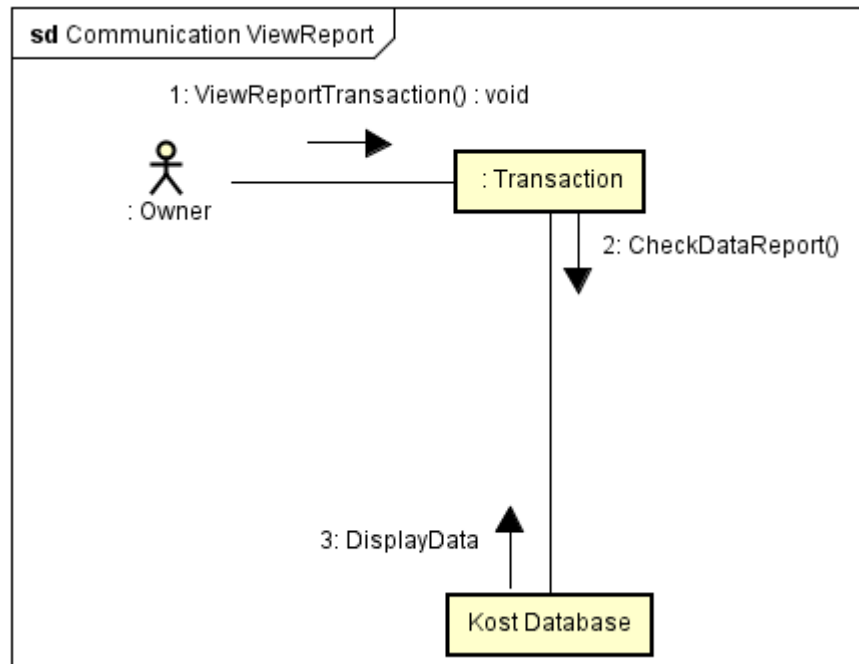 sd Communication ViewReport
1: ViewReportTransaction() : void
: Transaction
: Owner
2: CheckDataReport()
3: DisplayData
Kost Database